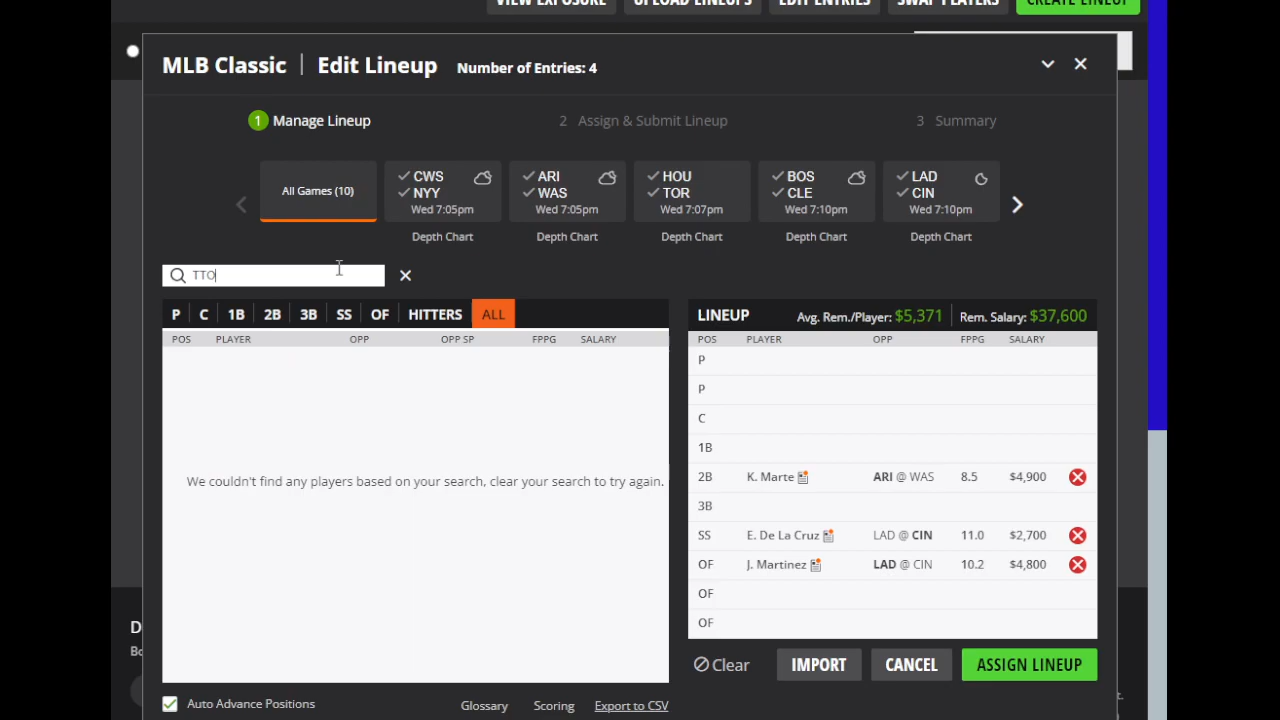 VIEW EXPOSURE UPLOAD LINEUPS EDIT ENTRIES SWAP PLAYERS CREATE LINEUP
MLB Classic | Edit Lineup Number of Entries: 4
1 Manage Lineup 2 Assign & Submit Lineup 3 Summary
All Games (10)
CWS
NYY
Wed 7:05pm
Depth Chart
ARI
WAS
Wed 7:05pm
Depth Chart
HOU
TOR
Wed 7:07pm
Depth Chart
BOS
CLE
Wed 7:10pm
Depth Chart
LAD
CIN
Wed 7:10pm
Depth Chart
TTO
P C 1B 2B 3B SS OF HITTERS ALL
POS PLAYER OPP OPP SP FPPG SALARY
We couldn't find any players based on your search, clear your search to try again.
LINEUP Avg. Rem./Player: $5,371 Rem. Salary: $37,600
POS PLAYER OPP FPPG SALARY
P
P
C
1B
2B K. Marte ARI @ WAS 8.5 $4,900
3B
SS E. De La Cruz LAD @ CIN 11.0 $2,700
OF J. Martinez LAD @ CIN 10.2 $4,800
OF
OF
Clear IMPORT CANCEL ASSIGN LINEUP
Auto Advance Positions Glossary Scoring Export to CSV